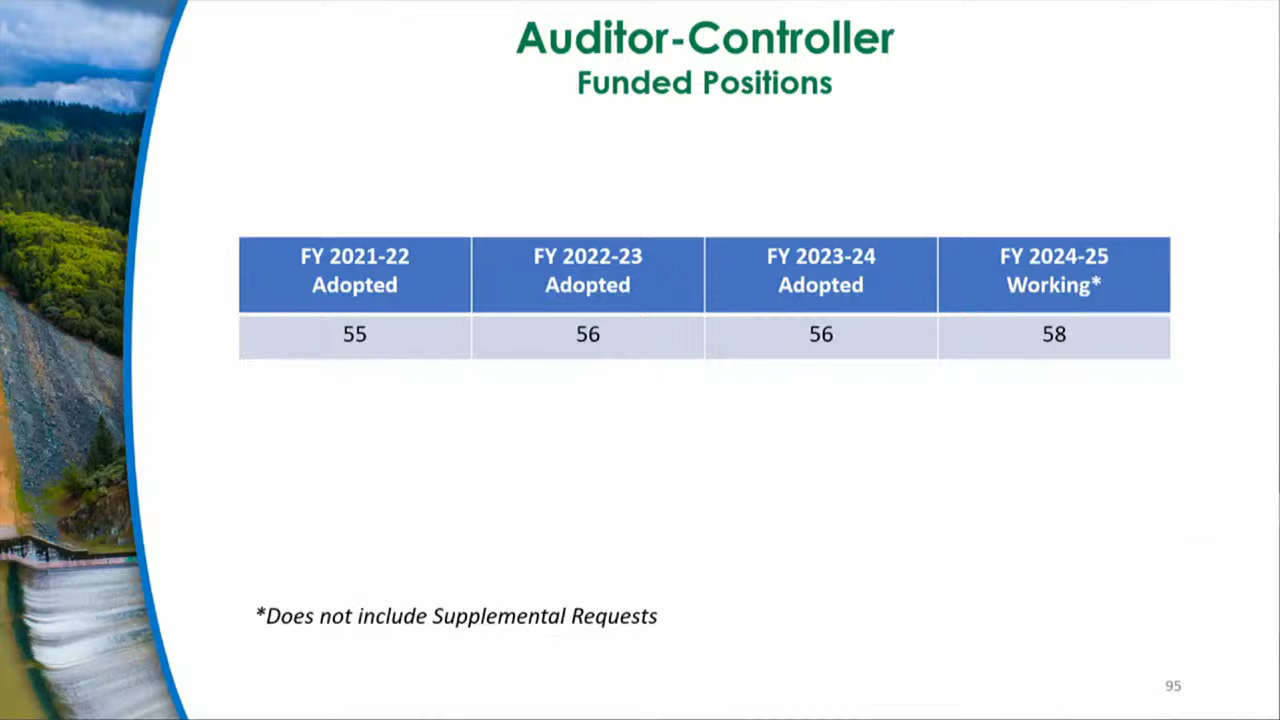 Auditor-Controller
Funded Positions
FY 2021-22 Adopted
FY 2022-23 Adopted
FY 2023-24 Adopted
FY 2024-25 Working*
55 56 56 58
*Does not include Supplemental Requests
95